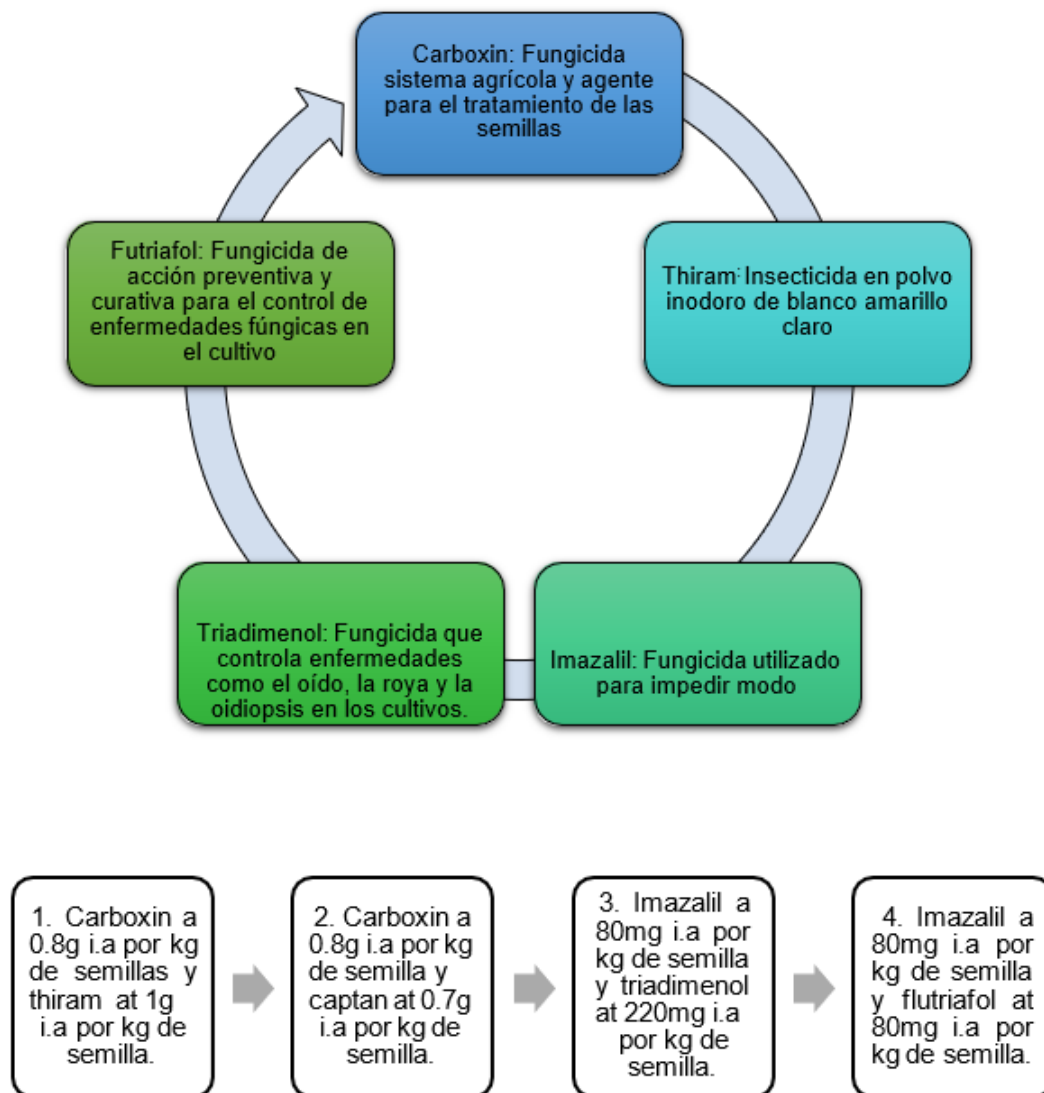 Carboxin: Fungicida
sistema agrícola y agente
para el tratamiento de las
semillas
Futriafol: Fungicida de
acción preventiva y
curativa para el control de
enfermedades fúngicas en
el cultivo
Thiram: Insecticida en polvo
inodoro de blanco amarillo
claro
Triadimenol: Fungicida que
controla enfermedades
como el oído, la roya y la
oidiopsis en los cultivos.
Imazalil: Fungicida utilizado
para impedir modo
1. Carboxin a
0.8g i.a por kg
de semillas y
thiram at 1g
i.a por kg de
semilla.
2. Carboxin a
0.8g i.a por kg
de semilla y
captan at 0.7g
i.a por kg de
semilla.
3. Imazalil a
80mg i.a por
kg de semilla
y triadimenol
at 220mg i.a
por kg de
semilla.
4. Imazalil a
80mg i.a por
kg de semilla
y flutriafol at
80mg i.a por
kg de semilla.